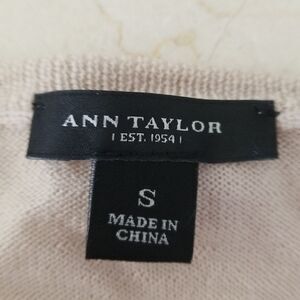 ANN TAYLOR
| EST. 1954 |
S
MADE IN
CHINA